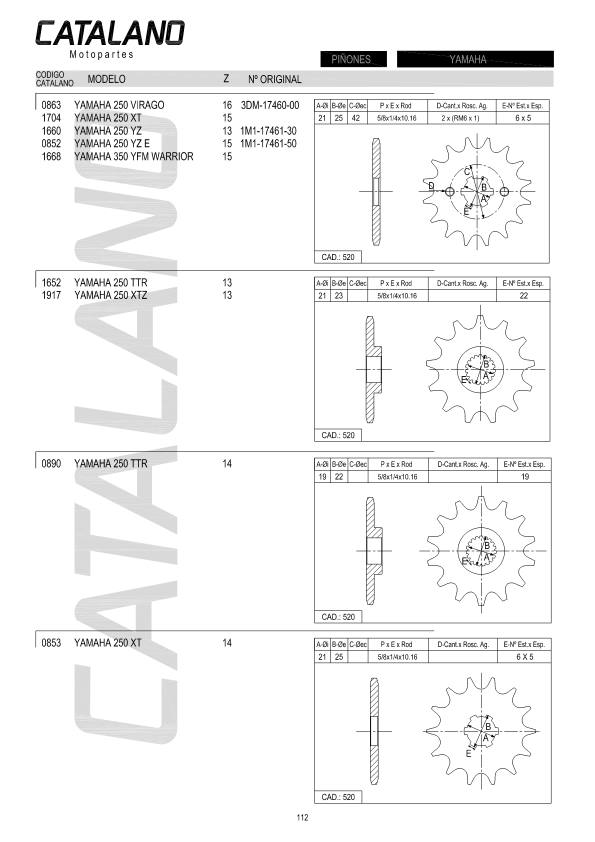 CATALANO
Motopartes
PIÑONES YAMAHA
CODIGO CATALANO MODELO Z Nº ORIGINAL
0863 YAMAHA 250 VIRAGO 16 3DM-17460-00
1704 YAMAHA 250 XT 15
1660 YAMAHA 250 YZ 13 1M1-17461-30
0852 YAMAHA 250 YZ E 15 1M1-17461-50
1668 YAMAHA 350 YFM WARRIOR 15
A-Øi B-Øe C-Øec P x E x Rod D-Cant.x Rosc. Ag. E-Nº Est.x Esp.
21 25 42 5/8x1/4x10.16 2 x (RM6 x 1) 6 x 5
C
D B
A
E
CAD.: 520
1652 YAMAHA 250 TTR 13
1917 YAMAHA 250 XTZ 13
A-Øi B-Øe C-Øec P x E x Rod D-Cant.x Rosc. Ag. E-Nº Est.x Esp.
21 23 5/8x1/4x10.16 22
B
E A
CAD.: 520
0890 YAMAHA 250 TTR 14
A-Øi B-Øe C-Øec P x E x Rod D-Cant.x Rosc. Ag. E-Nº Est.x Esp.
19 22 5/8x1/4x10.16 19
B
E A
CAD.: 520
0853 YAMAHA 250 XT 14
A-Øi B-Øe C-Øec P x E x Rod D-Cant.x Rosc. Ag. E-Nº Est.x Esp.
21 25 5/8x1/4x10.16 6 X 5
B
A
E
CAD.: 520
CATALANO
112